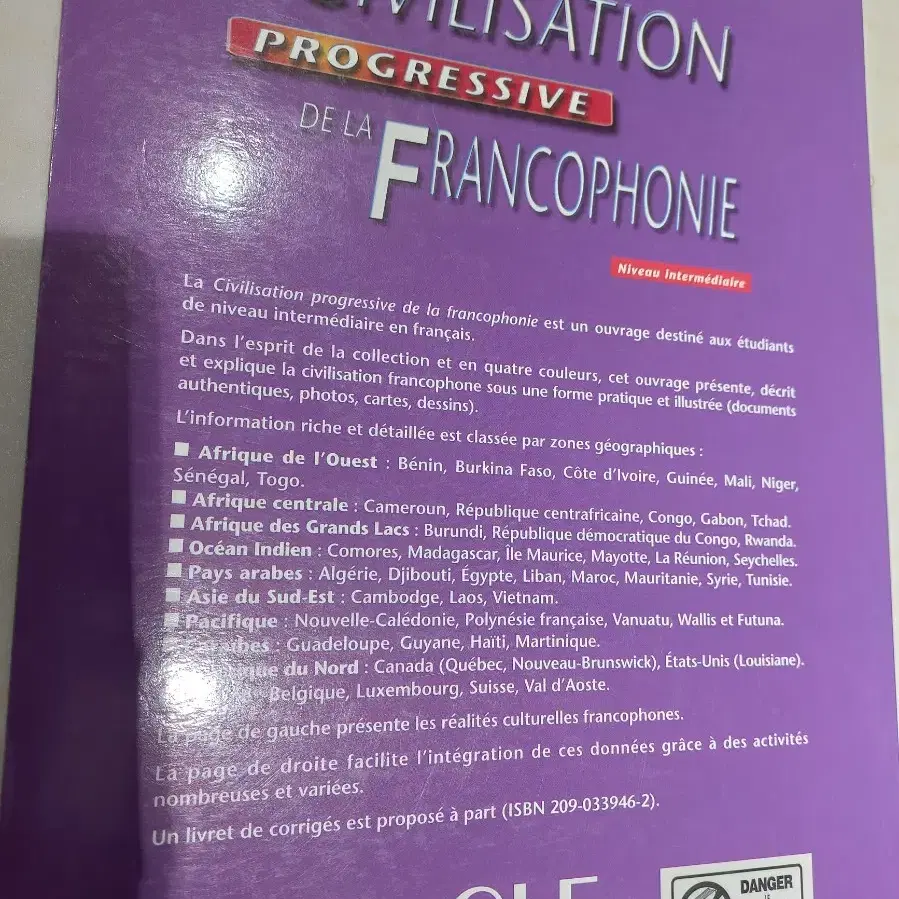 CIVILISATION
PROGRESSIVE
DE LA
FRANCOPHONIE
Niveau intermédiaire
La Civilisation progressive de la francophonie est un ouvrage destiné aux étudiants
de niveau intermédiaire en français.
Dans l'esprit de la collection et en quatre couleurs, cet ouvrage présente, décrit
et explique la civilisation francophone sous une forme pratique et illustrée (documents
authentiques, photos, cartes, dessins).
L'information riche et détaillée est classée par zones géographiques :
■ Afrique de l'Ouest : Bénin, Burkina Faso, Côte d'Ivoire, Guinée, Mali, Niger,
Sénégal, Togo.
■ Afrique centrale : Cameroun, République centrafricaine, Congo, Gabon, Tchad.
■ Afrique des Grands Lacs : Burundi, République démocratique du Congo, Rwanda.
■ Océan Indien : Comores, Madagascar, Île Maurice, Mayotte, La Réunion, Seychelles.
■ Pays arabes : Algérie, Djibouti, Égypte, Liban, Maroc, Mauritanie, Syrie, Tunisie.
■ Asie du Sud-Est : Cambodge, Laos, Vietnam.
■ Pacifique : Nouvelle-Calédonie, Polynésie française, Vanuatu, Wallis et Futuna.
Caraïbes : Guadeloupe, Guyane, Haïti, Martinique.
du Nord : Canada (Québec, Nouveau-Brunswick), États-Unis (Louisiane).
Belgique, Luxembourg, Suisse, Val d'Aoste.
La page de gauche présente les réalités culturelles francophones.
La page de droite facilite l'intégration de ces données grâce à des activités
nombreuses et variées.
Un livret de corrigés est proposé à part (ISBN 209-033946-2).
DANGER